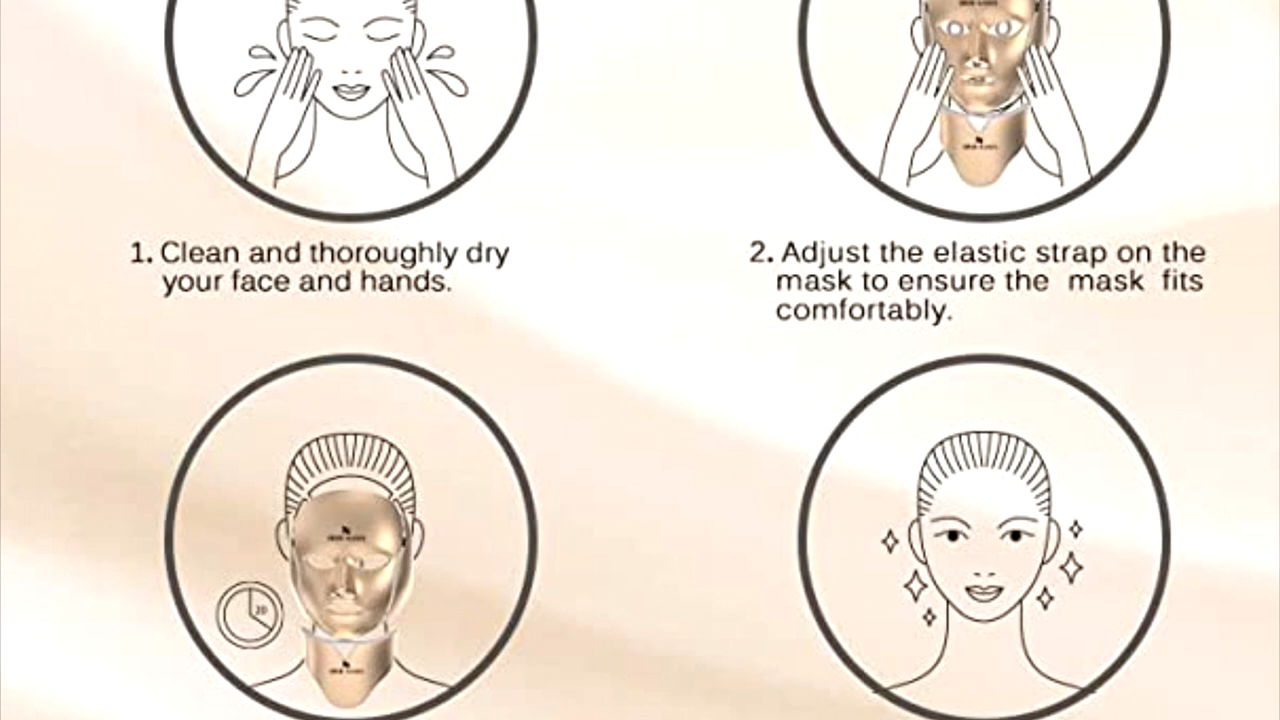 1. Clean and thoroughly dry
your face and hands.
2. Adjust the elastic strap on the
mask to ensure the mask fits
comfortably.
20